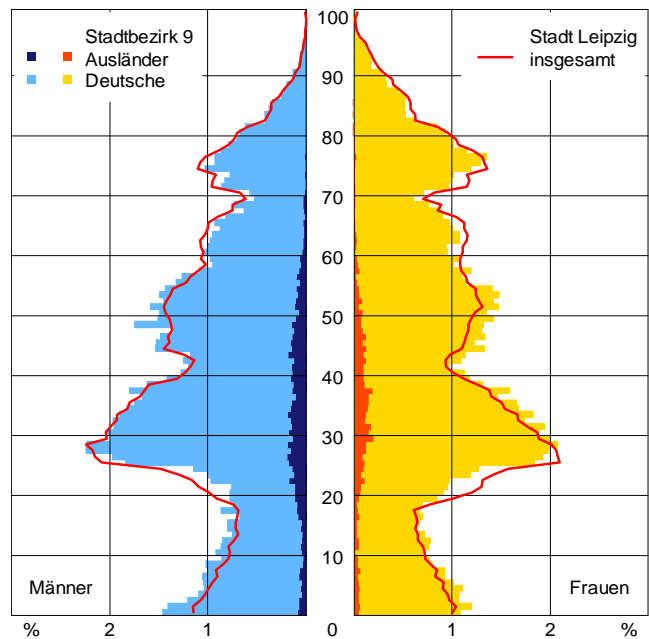 100
Stadtbezirk 9
Ausländer
Deutsche
Stadt Leipzig
insgesamt
90
80
70
60
50
40
30
20
10
Männer
Frauen
% 2 1 0 1 2 %